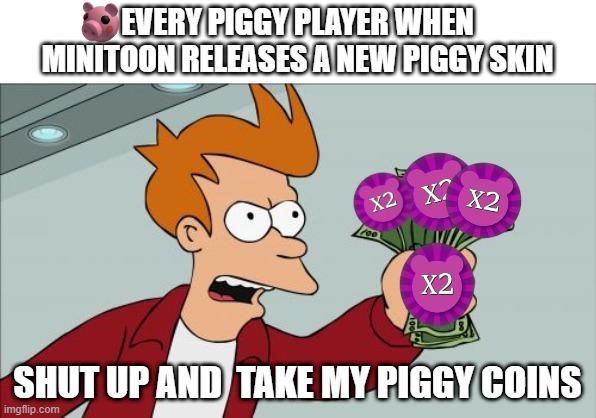 EVERY PIGGY PLAYER WHEN
MINITOON RELEASES A NEW PIGGY SKIN
X2
X2
X2
X2
SHUT UP AND  TAKE MY PIGGY COINS
imgflip.com